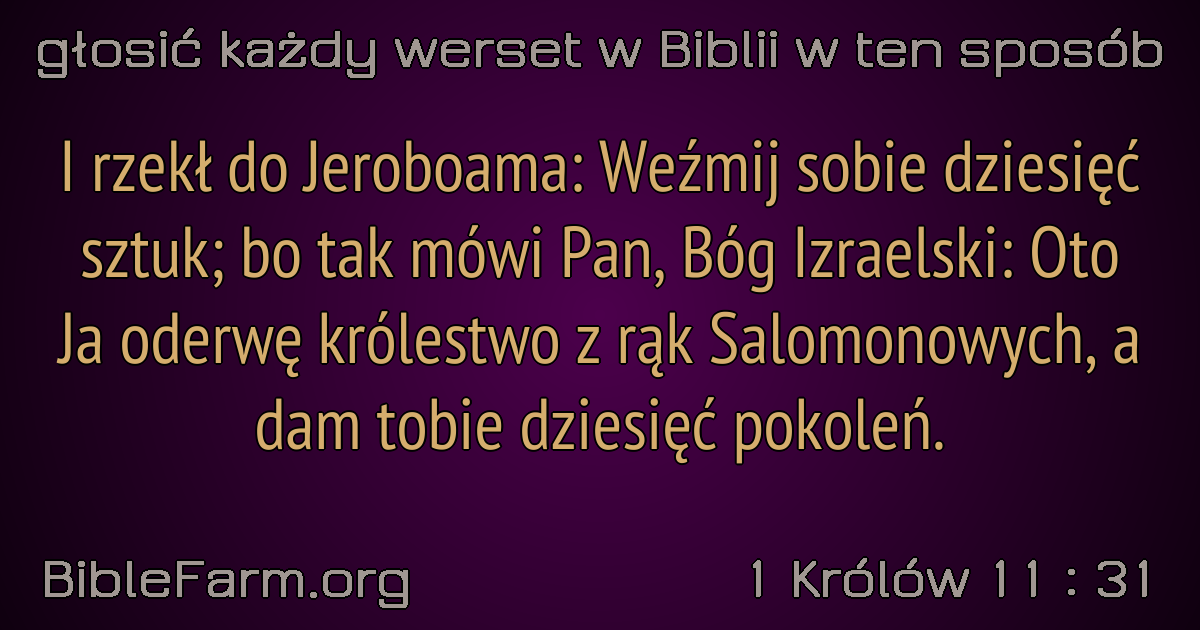 głosić każdy werset w Biblii w ten sposób
I rzekł do Jeroboama: Weźmij sobie dziesięć
sztuk; bo tak mówi Pan, Bóg Izraelski: Oto
Ja oderwę królestwo z rąk Salomonowych, a
dam tobie dziesięć pokoleń.
BibleFarm.org
1 Królów 11 : 31